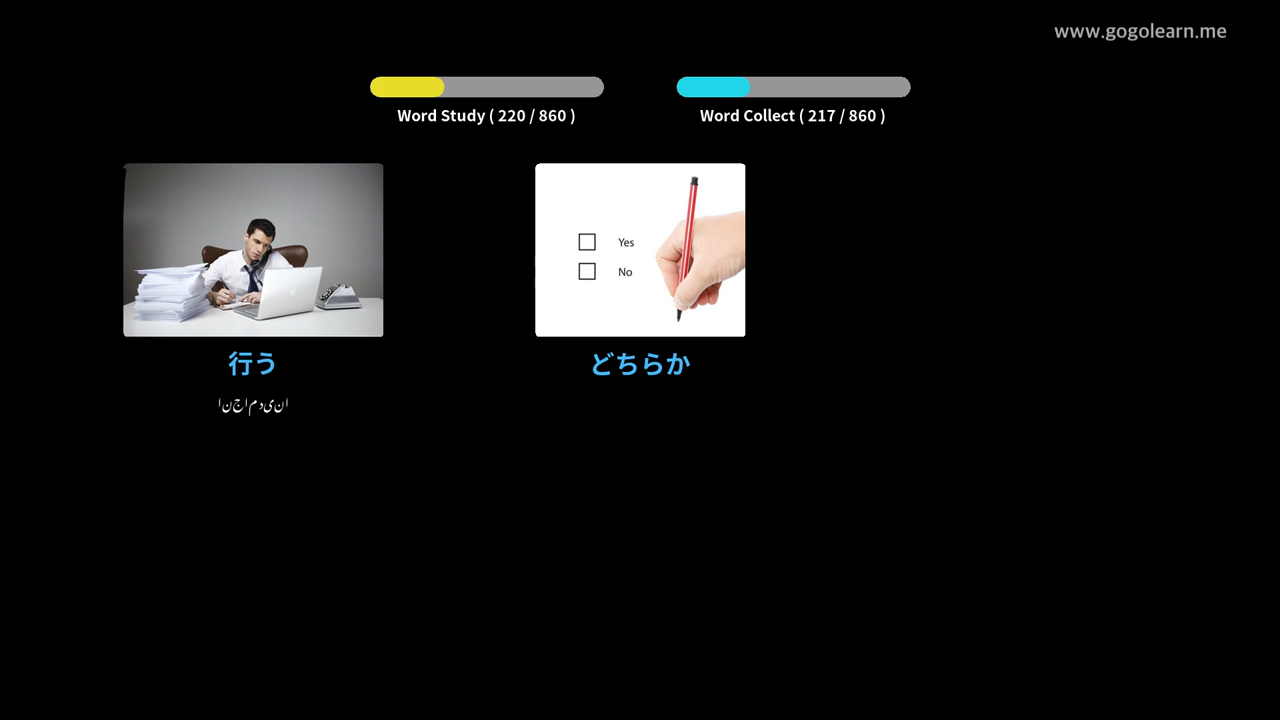 www.gogolearn.me
Word Study ( 220 / 860 )
Word Collect ( 217 / 860 )
Yes
No
行う
どちらか
انجام دینا